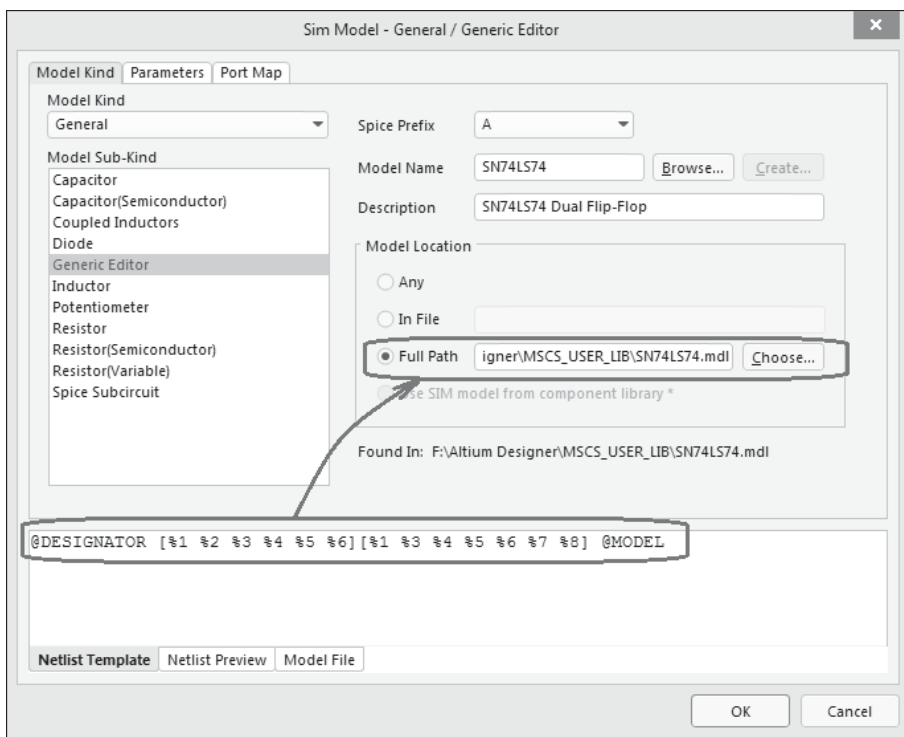 Sim Model - General / Generic Editor
Model Kind
Parameters
Port Map
Model Kind
General
Model Sub-Kind
Capacitor
Capacitor(Semiconductor)
Coupled Inductors
Diode
Generic Editor
Inductor
Potentiometer
Resistor
Resistor(Semiconductor)
Resistor(Variable)
Spice Subcircuit
Spice Prefix A
Model Name SN74LS74 Browse... Create...
Description SN74LS74 Dual Flip-Flop
Model Location
Any
In File
Full Path igner\MSCS_USER_LIB\SN74LS74.mdl Choose...
SIM model from component library *
Found In: F:\Altium Designer\MSCS_USER_LIB\SN74LS74.mdl
@DESIGNATOR [%1 %2 %3 %4 %5 %6][%1 %3 %4 %5 %6 %7 %8] @MODEL
Netlist Template Netlist Preview Model File
OK Cancel